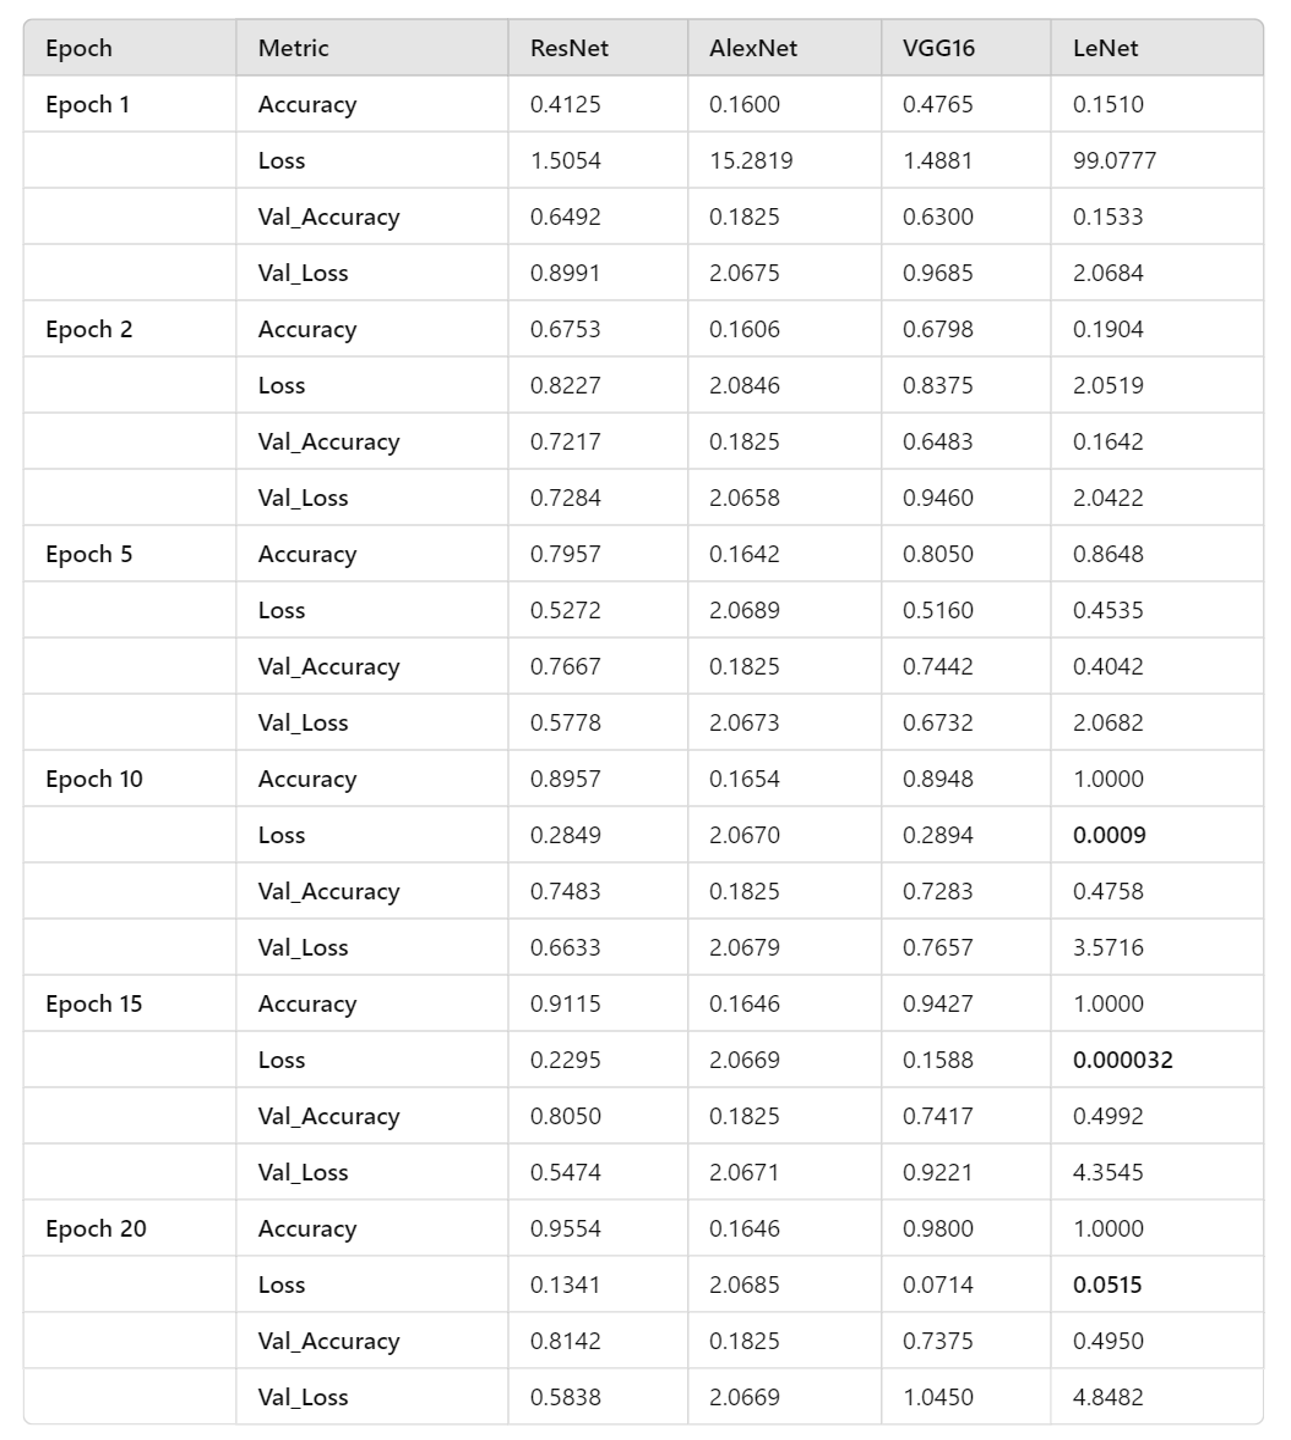 Epoch Metric ResNet AlexNet VGG16 LeNet
Epoch 1 Accuracy 0.4125 0.1600 0.4765 0.1510
Loss 1.5054 15.2819 1.4881 99.0777
Val_Accuracy 0.6492 0.1825 0.6300 0.1533
Val_Loss 0.8991 2.0675 0.9685 2.0684
Epoch 2 Accuracy 0.6753 0.1606 0.6798 0.1904
Loss 0.8227 2.0846 0.8375 2.0519
Val_Accuracy 0.7217 0.1825 0.6483 0.1642
Val_Loss 0.7284 2.0658 0.9460 2.0422
Epoch 5 Accuracy 0.7957 0.1642 0.8050 0.8648
Loss 0.5272 2.0689 0.5160 0.4535
Val_Accuracy 0.7667 0.1825 0.7442 0.4042
Val_Loss 0.5778 2.0673 0.6732 2.0682
Epoch 10 Accuracy 0.8957 0.1654 0.8948 1.0000
Loss 0.2849 2.0670 0.2894 0.0009
Val_Accuracy 0.7483 0.1825 0.7283 0.4758
Val_Loss 0.6633 2.0679 0.7657 3.5716
Epoch 15 Accuracy 0.9115 0.1646 0.9427 1.0000
Loss 0.2295 2.0669 0.1588 0.000032
Val_Accuracy 0.8050 0.1825 0.7417 0.4992
Val_Loss 0.5474 2.0671 0.9221 4.3545
Epoch 20 Accuracy 0.9554 0.1646 0.9800 1.0000
Loss 0.1341 2.0685 0.0714 0.0515
Val_Accuracy 0.8142 0.1825 0.7375 0.4950
Val_Loss 0.5838 2.0669 1.0450 4.8482